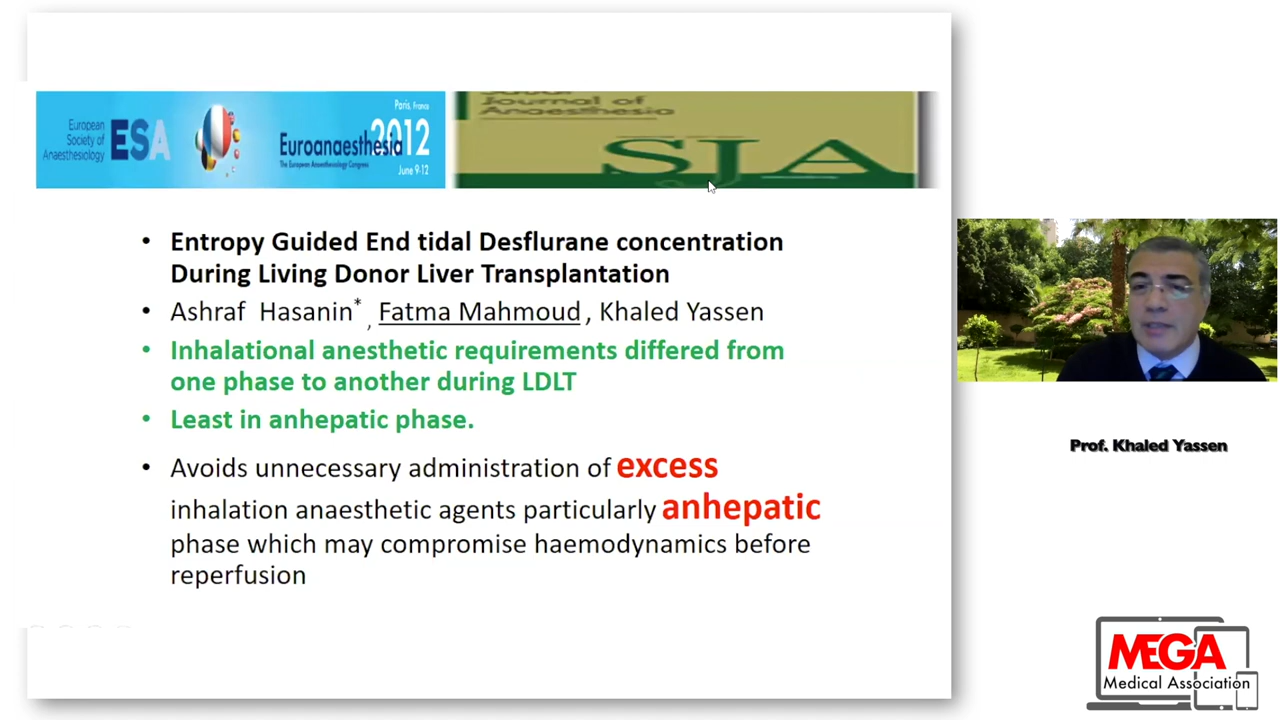 European
Society of
Anaesthesiology
ESA
Paris, France
Euroanaesthesia
2012
The European Anaesthesiology Congress
June 9-12
Journal of
Anaesthesia
SJA
• Entropy Guided End tidal Desflurane concentration
During Living Donor Liver Transplantation
• Ashraf Hasanin* , Fatma Mahmoud , Khaled Yassen
• Inhalational anesthetic requirements differed from
one phase to another during LDLT
• Least in anhepatic phase.
• Avoids unnecessary administration of excess
inhalation anaesthetic agents particularly anhepatic
phase which may compromise haemodynamics before
reperfusion
Prof. Khaled Yassen
MEGA
Medical Association